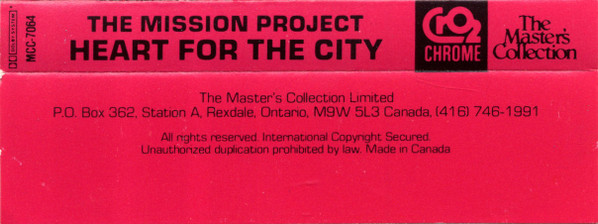 DOLBY SYSTEM
MCC-7064
THE MISSION PROJECT
HEART FOR THE CITY
CrO2
CHROME
The
Master's
Collection
The Master's Collection Limited
P.O. Box 362, Station A, Rexdale, Ontario, M9W 5L3 Canada, (416) 746-1991
All rights reserved. International Copyright Secured.
Unauthorized duplication prohibited by law. Made in Canada